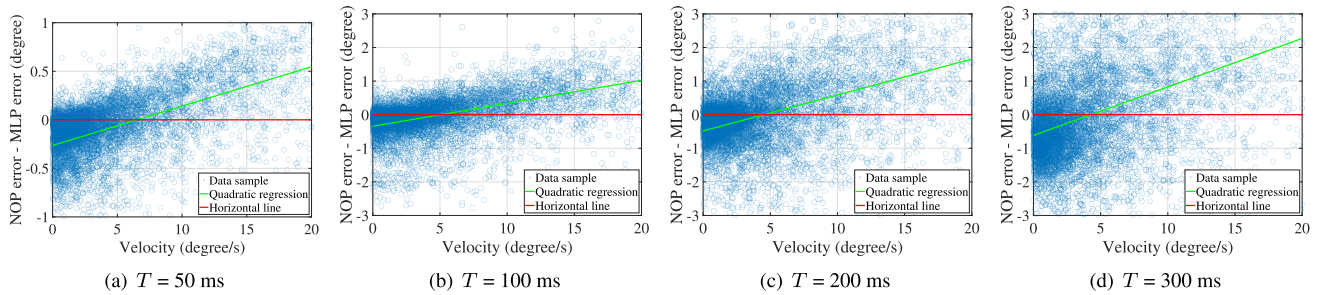 NOP error - MLP error (degree)
1
0.5
0
-0.5
-1
0 5 10 15 20
Velocity (degree/s)
Data sample
Quadratic regression
Horizontal line
(a) T = 50 ms
NOP error - MLP error (degree)
3
2
1
0
-1
-2
-3
0 5 10 15 20
Velocity (degree/s)
Data sample
Quadratic regression
Horizontal line
(b) T = 100 ms
NOP error - MLP error (degree)
3
2
1
0
-1
-2
-3
0 5 10 15 20
Velocity (degree/s)
Data sample
Quadratic regression
Horizontal line
(c) T = 200 ms
NOP error - MLP error (degree)
3
2
1
0
-1
-2
-3
0 5 10 15 20
Velocity (degree/s)
Data sample
Quadratic regression
Horizontal line
(d) T = 300 ms